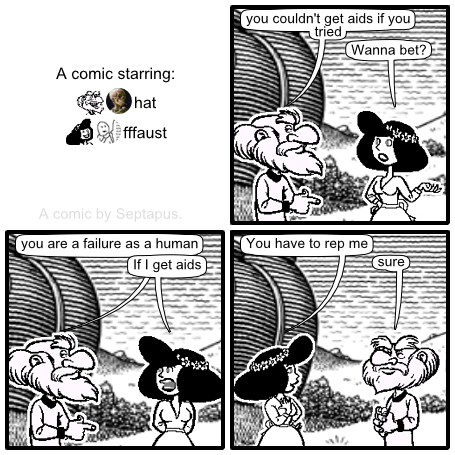 A comic starring:
hat
fffaust
A comic by Septapus.
you couldn't get aids if you
tried
Wanna bet?
you are a failure as a human
If I get aids
You have to rep me
sure